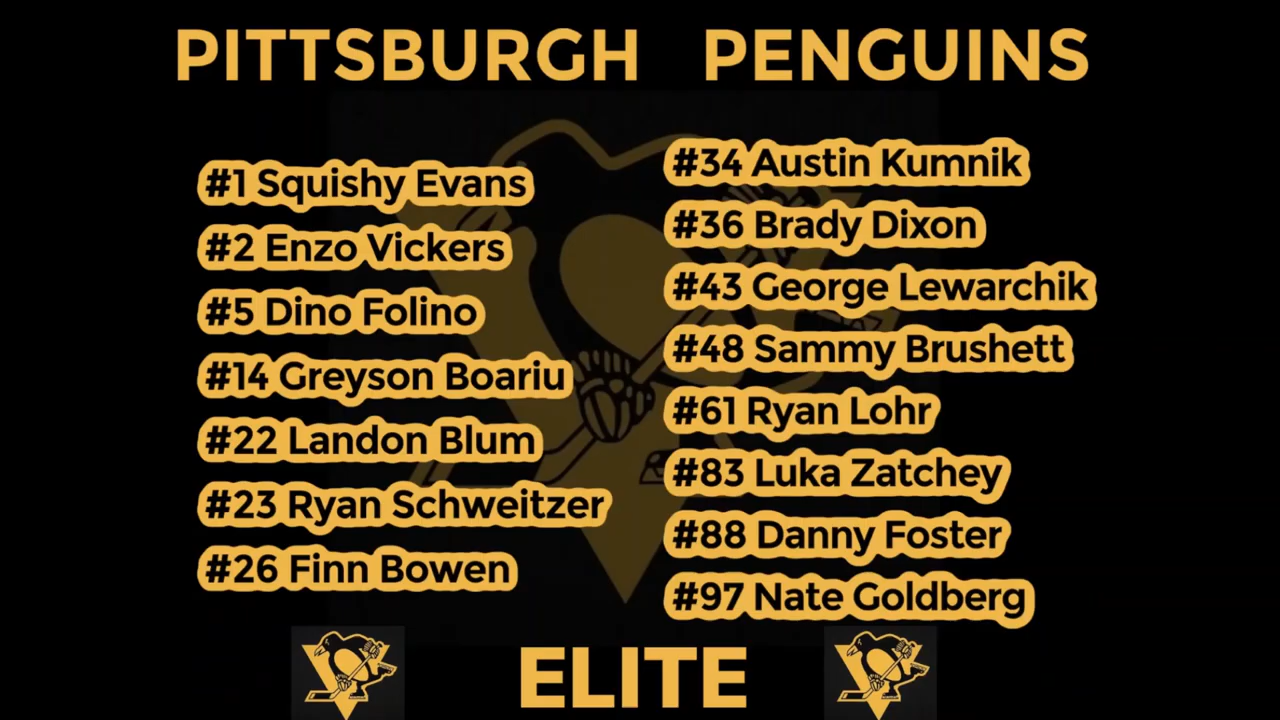 PITTSBURGH PENGUINS
#1 Squishy Evans
#2 Enzo Vickers
#5 Dino Folino
#14 Greyson Boariu
#22 Landon Blum
#23 Ryan Schweitzer
#26 Finn Bowen
#34 Austin Kumnik
#36 Brady Dixon
#43 George Lewarchik
#48 Sammy Brushett
#61 Ryan Lohr
#83 Luka Zatchey
#88 Danny Foster
#97 Nate Goldberg
ELITE